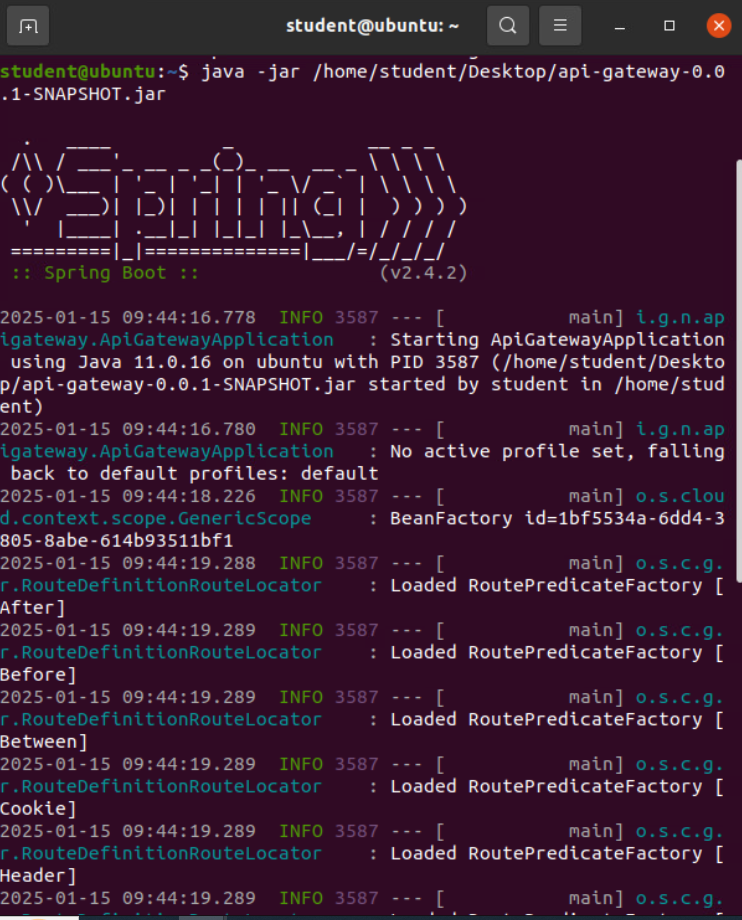 student@ubuntu: ~
student@ubuntu:~$ java -jar /home/student/Desktop/api-gateway-0.0
.1-SNAPSHOT.jar
  .   ____          _            __ _ _
 /\\ / ___'_ __ _ _(_)_ __  __ _ \ \ \ \
( ( )\___ | '_ | '_| | '_ \/ _` | \ \ \ \
 \\/  ___)| |_)| | | | | || (_| |  ) ) ) )
  '  |____| .__|_| |_|_| |_\__, | / / / /
 =========|_|==============|___/=/_/_/_/
 :: Spring Boot ::                (v2.4.2)
2025-01-15 09:44:16.778  INFO 3587 --- [           main] i.g.n.ap
igateway.ApiGatewayApplication   : Starting ApiGatewayApplication
 using Java 11.0.16 on ubuntu with PID 3587 (/home/student/Deskto
p/api-gateway-0.0.1-SNAPSHOT.jar started by student in /home/stud
ent)
2025-01-15 09:44:16.780  INFO 3587 --- [           main] i.g.n.ap
igateway.ApiGatewayApplication   : No active profile set, falling
 back to default profiles: default
2025-01-15 09:44:18.226  INFO 3587 --- [           main] o.s.clou
d.context.scope.GenericScope     : BeanFactory id=1bf5534a-6dd4-3
805-8abe-614b93511bf1
2025-01-15 09:44:19.288  INFO 3587 --- [           main] o.s.c.g.
r.RouteDefinitionRouteLocator    : Loaded RoutePredicateFactory [
After]
2025-01-15 09:44:19.289  INFO 3587 --- [           main] o.s.c.g.
r.RouteDefinitionRouteLocator    : Loaded RoutePredicateFactory [
Before]
2025-01-15 09:44:19.289  INFO 3587 --- [           main] o.s.c.g.
r.RouteDefinitionRouteLocator    : Loaded RoutePredicateFactory [
Between]
2025-01-15 09:44:19.289  INFO 3587 --- [           main] o.s.c.g.
r.RouteDefinitionRouteLocator    : Loaded RoutePredicateFactory [
Cookie]
2025-01-15 09:44:19.289  INFO 3587 --- [           main] o.s.c.g.
r.RouteDefinitionRouteLocator    : Loaded RoutePredicateFactory [
Header]
2025-01-15 09:44:19.289  INFO 3587 --- [           main] o.s.c.g.